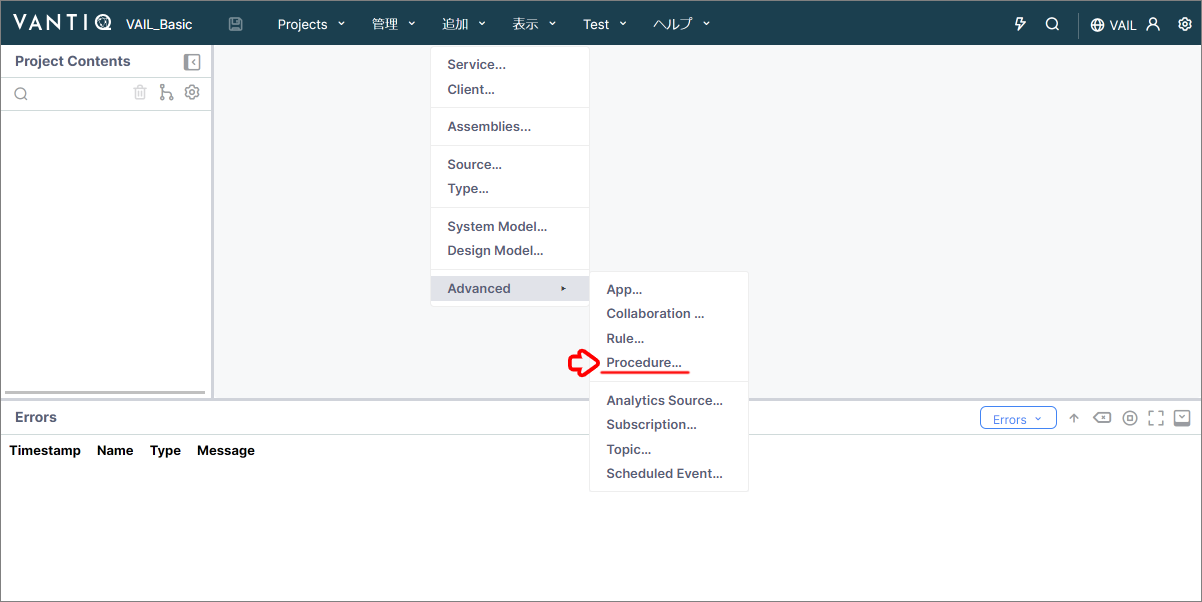 VANTIQ VAIL_Basic Projects 管理 追加 表示 Test ヘルプ VAIL
Project Contents
Service...
Client...
Assemblies...
Source...
Type...
System Model...
Design Model...
Advanced
App...
Collaboration ...
Rule...
Procedure...
Analytics Source...
Subscription...
Topic...
Scheduled Event...
Errors Errors
Timestamp Name Type Message